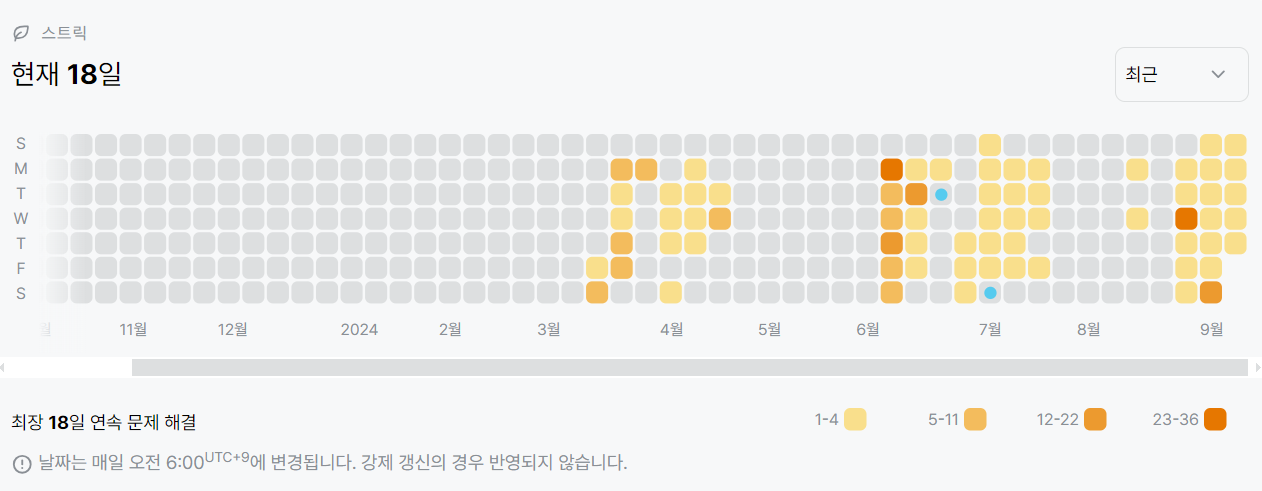 스트릭
현재 18일
최근
S
M
T
W
T
F
S
월 11월 12월 2024 2월 3월 4월 5월 6월 7월 8월 9월
최장 18일 연속 문제 해결
1-4 5-11 12-22 23-36
날짜는 매일 오전 6:00UTC+9에 변경됩니다. 강제 갱신의 경우 반영되지 않습니다.